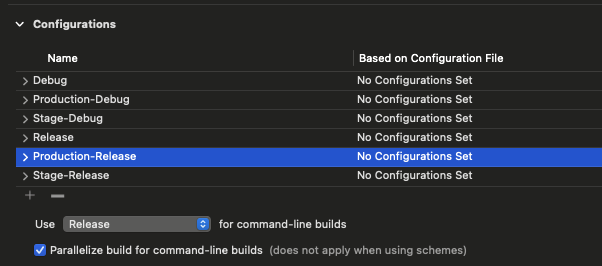 Configurations
Name Based on Configuration File
Debug No Configurations Set
Production-Debug No Configurations Set
Stage-Debug No Configurations Set
Release No Configurations Set
Production-Release No Configurations Set
Stage-Release No Configurations Set
Use Release for command-line builds
Parallelize build for command-line builds (does not apply when using schemes)